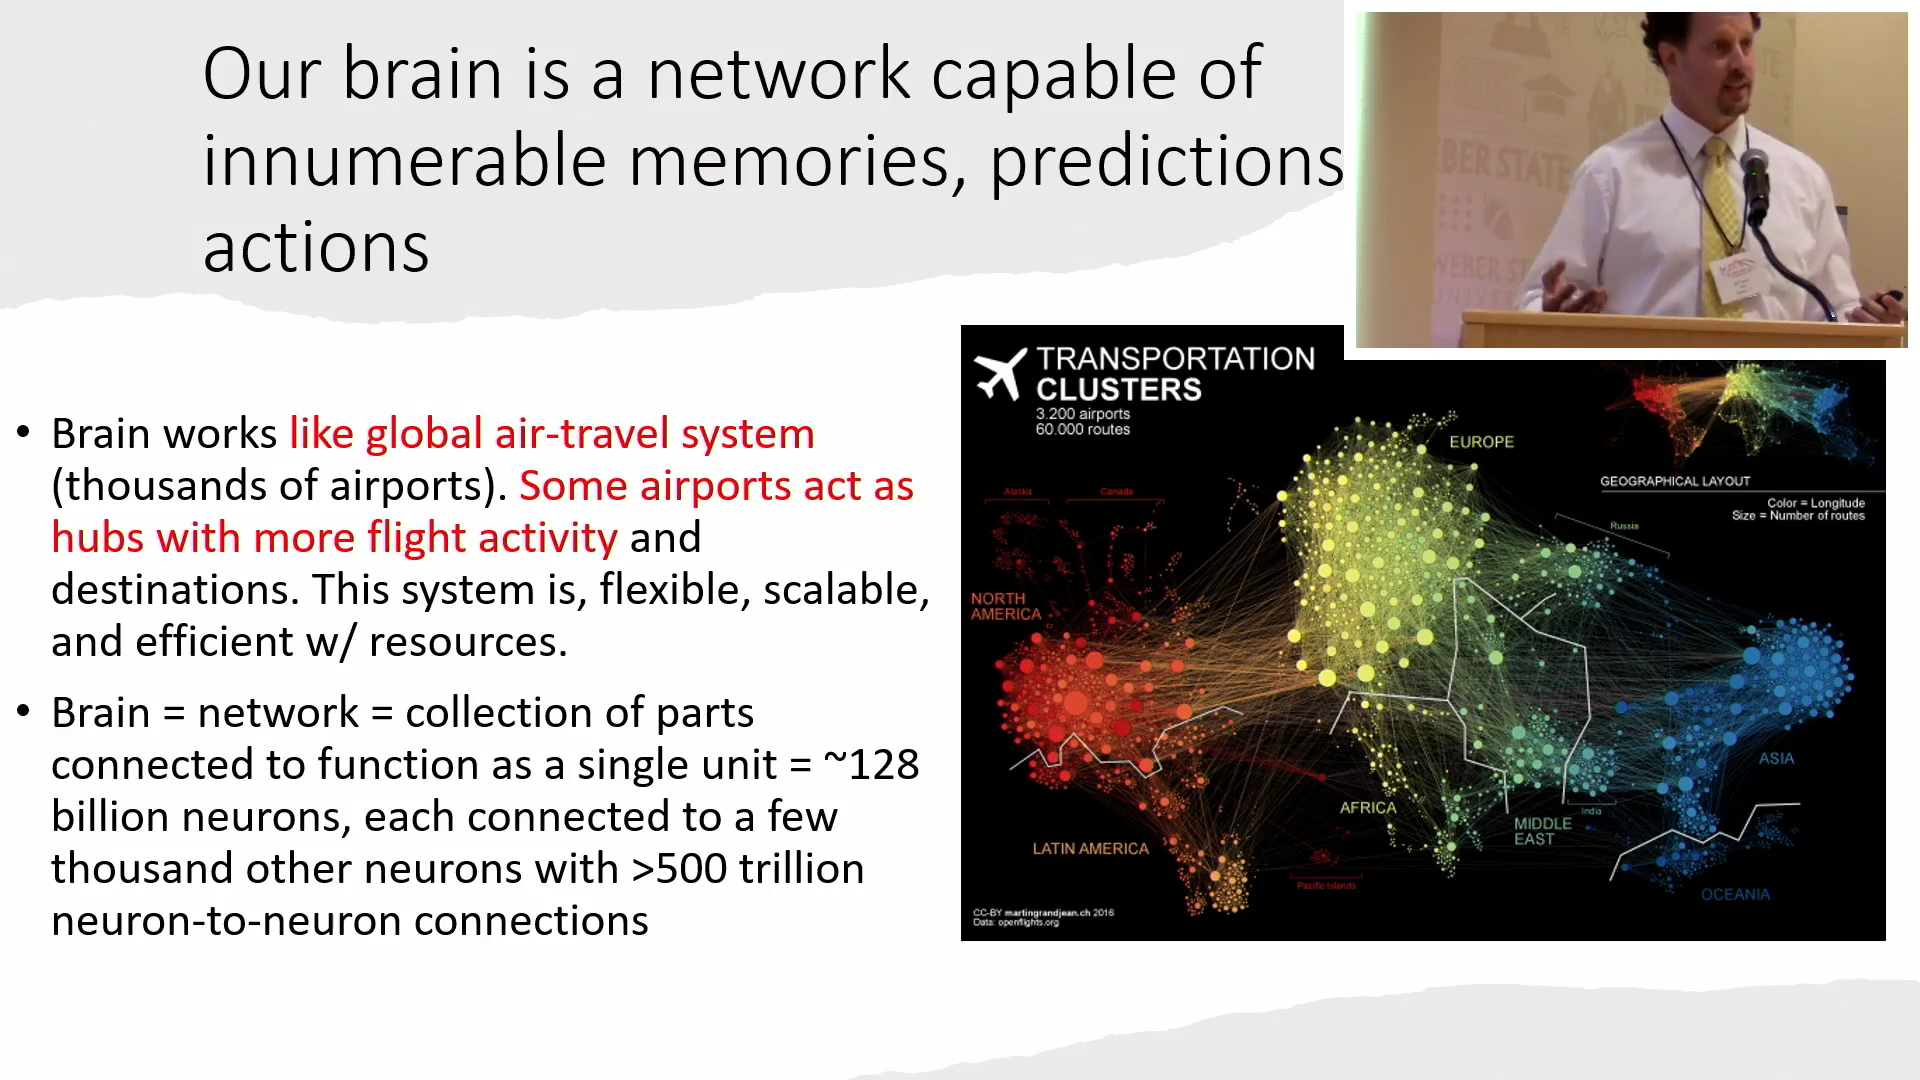 Our brain is a network capable of
innumerable memories, predictions
actions
• Brain works like global air-travel system
(thousands of airports). Some airports act as
hubs with more flight activity and
destinations. This system is, flexible, scalable,
and efficient w/ resources.
• Brain = network = collection of parts
connected to function as a single unit = ~128
billion neurons, each connected to a few
thousand other neurons with >500 trillion
neuron-to-neuron connections
TRANSPORTATION
CLUSTERS
3.200 airports
60.000 routes
EUROPE
GEOGRAPHICAL LAYOUT
Color = Longitude
Size = Number of routes
Alaska
Canada
Russia
NORTH
AMERICA
ASIA
AFRICA
India
MIDDLE
EAST
LATIN AMERICA
Pacific Islands
OCEANIA
CC-BY martingrandjean.ch 2016
Data: openflights.org
BER STATE
WEBER ST